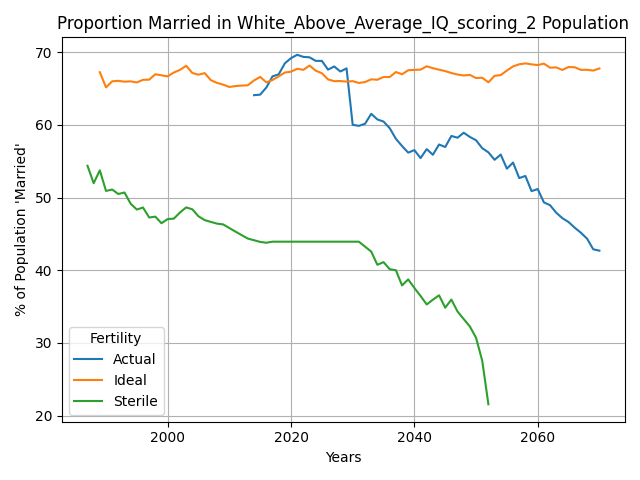 Proportion Married in White_Above_Average_IQ_scoring_2 Population
% of Population 'Married'
70
60
50
40
30
20
Fertility
Actual
Ideal
Sterile
2000
2020
2040
2060
Years